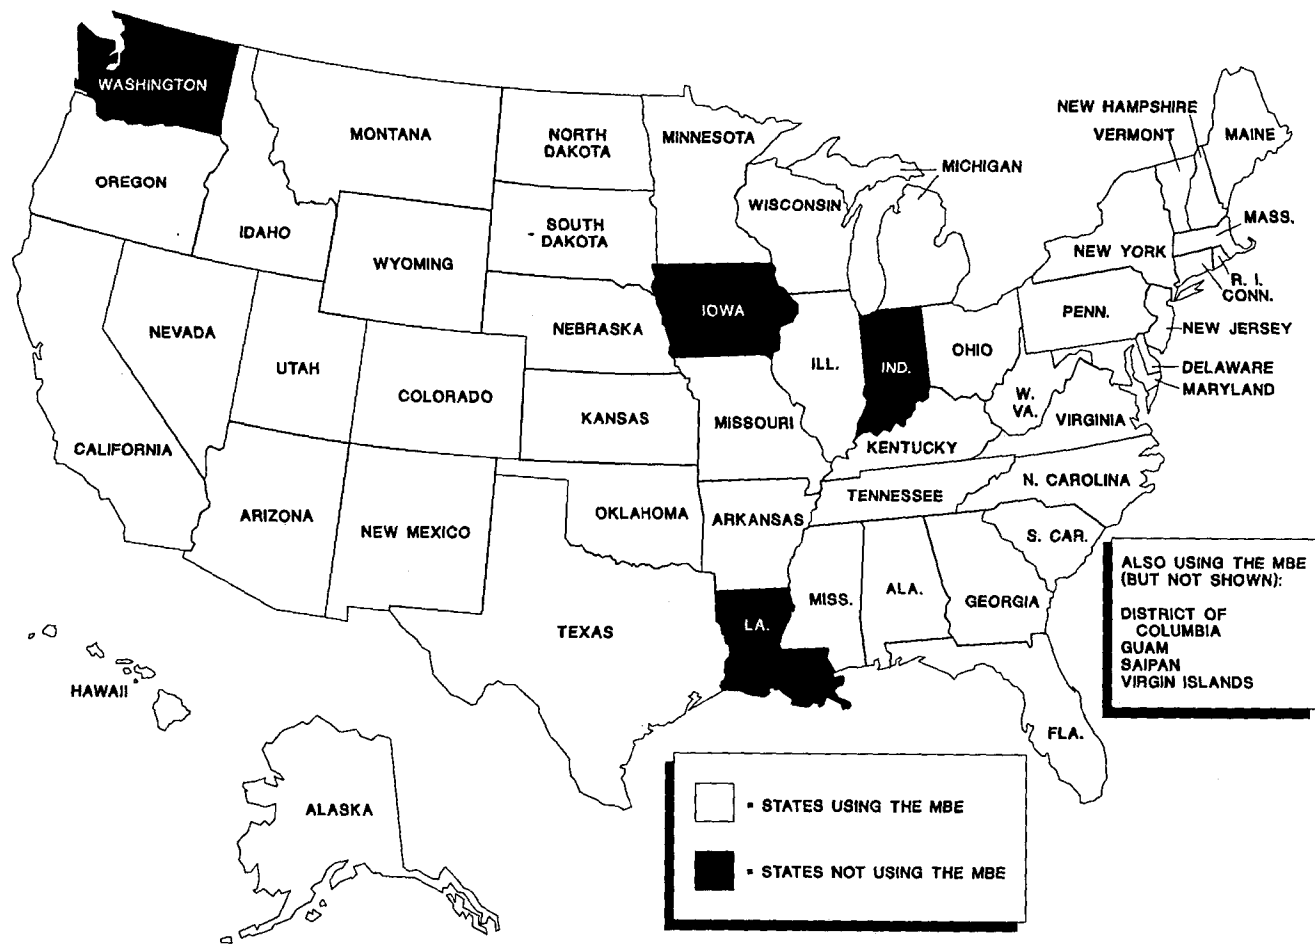 WASHINGTON
MONTANA
NORTH
DAKOTA
MINNESOTA
NEW HAMPSHIRE
VERMONT
MAINE
OREGON
IDAHO
WYOMING
SOUTH
DAKOTA
WISCONSIN
MICHIGAN
NEW YORK
MASS.
R. I.
CONN.
NEVADA
UTAH
COLORADO
NEBRASKA
IOWA
ILL.
IND.
OHIO
PENN.
NEW JERSEY
DELAWARE
MARYLAND
W.
VA.
VIRGINIA
CALIFORNIA
KANSAS
MISSOURI
KENTUCKY
ARIZONA
NEW MEXICO
OKLAHOMA
ARKANSAS
TENNESSEE
N. CAROLINA
S. CAR.
TEXAS
LA.
MISS.
ALA.
GEORGIA
FLA.
HAWAII
ALASKA
ALSO USING THE MBE
(BUT NOT SHOWN):
DISTRICT OF
COLUMBIA
GUAM
SAIPAN
VIRGIN ISLANDS
= STATES USING THE MBE
= STATES NOT USING THE MBE